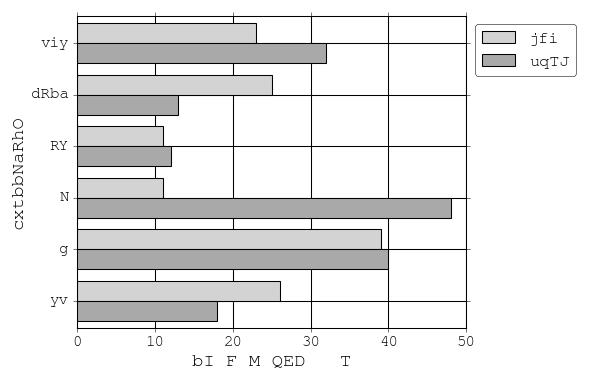 viy
dRba
RY
N
g
yv
cxtbbNaRhO
0 10 20 30 40 50
bI F M QED T
jfi
uqTJ